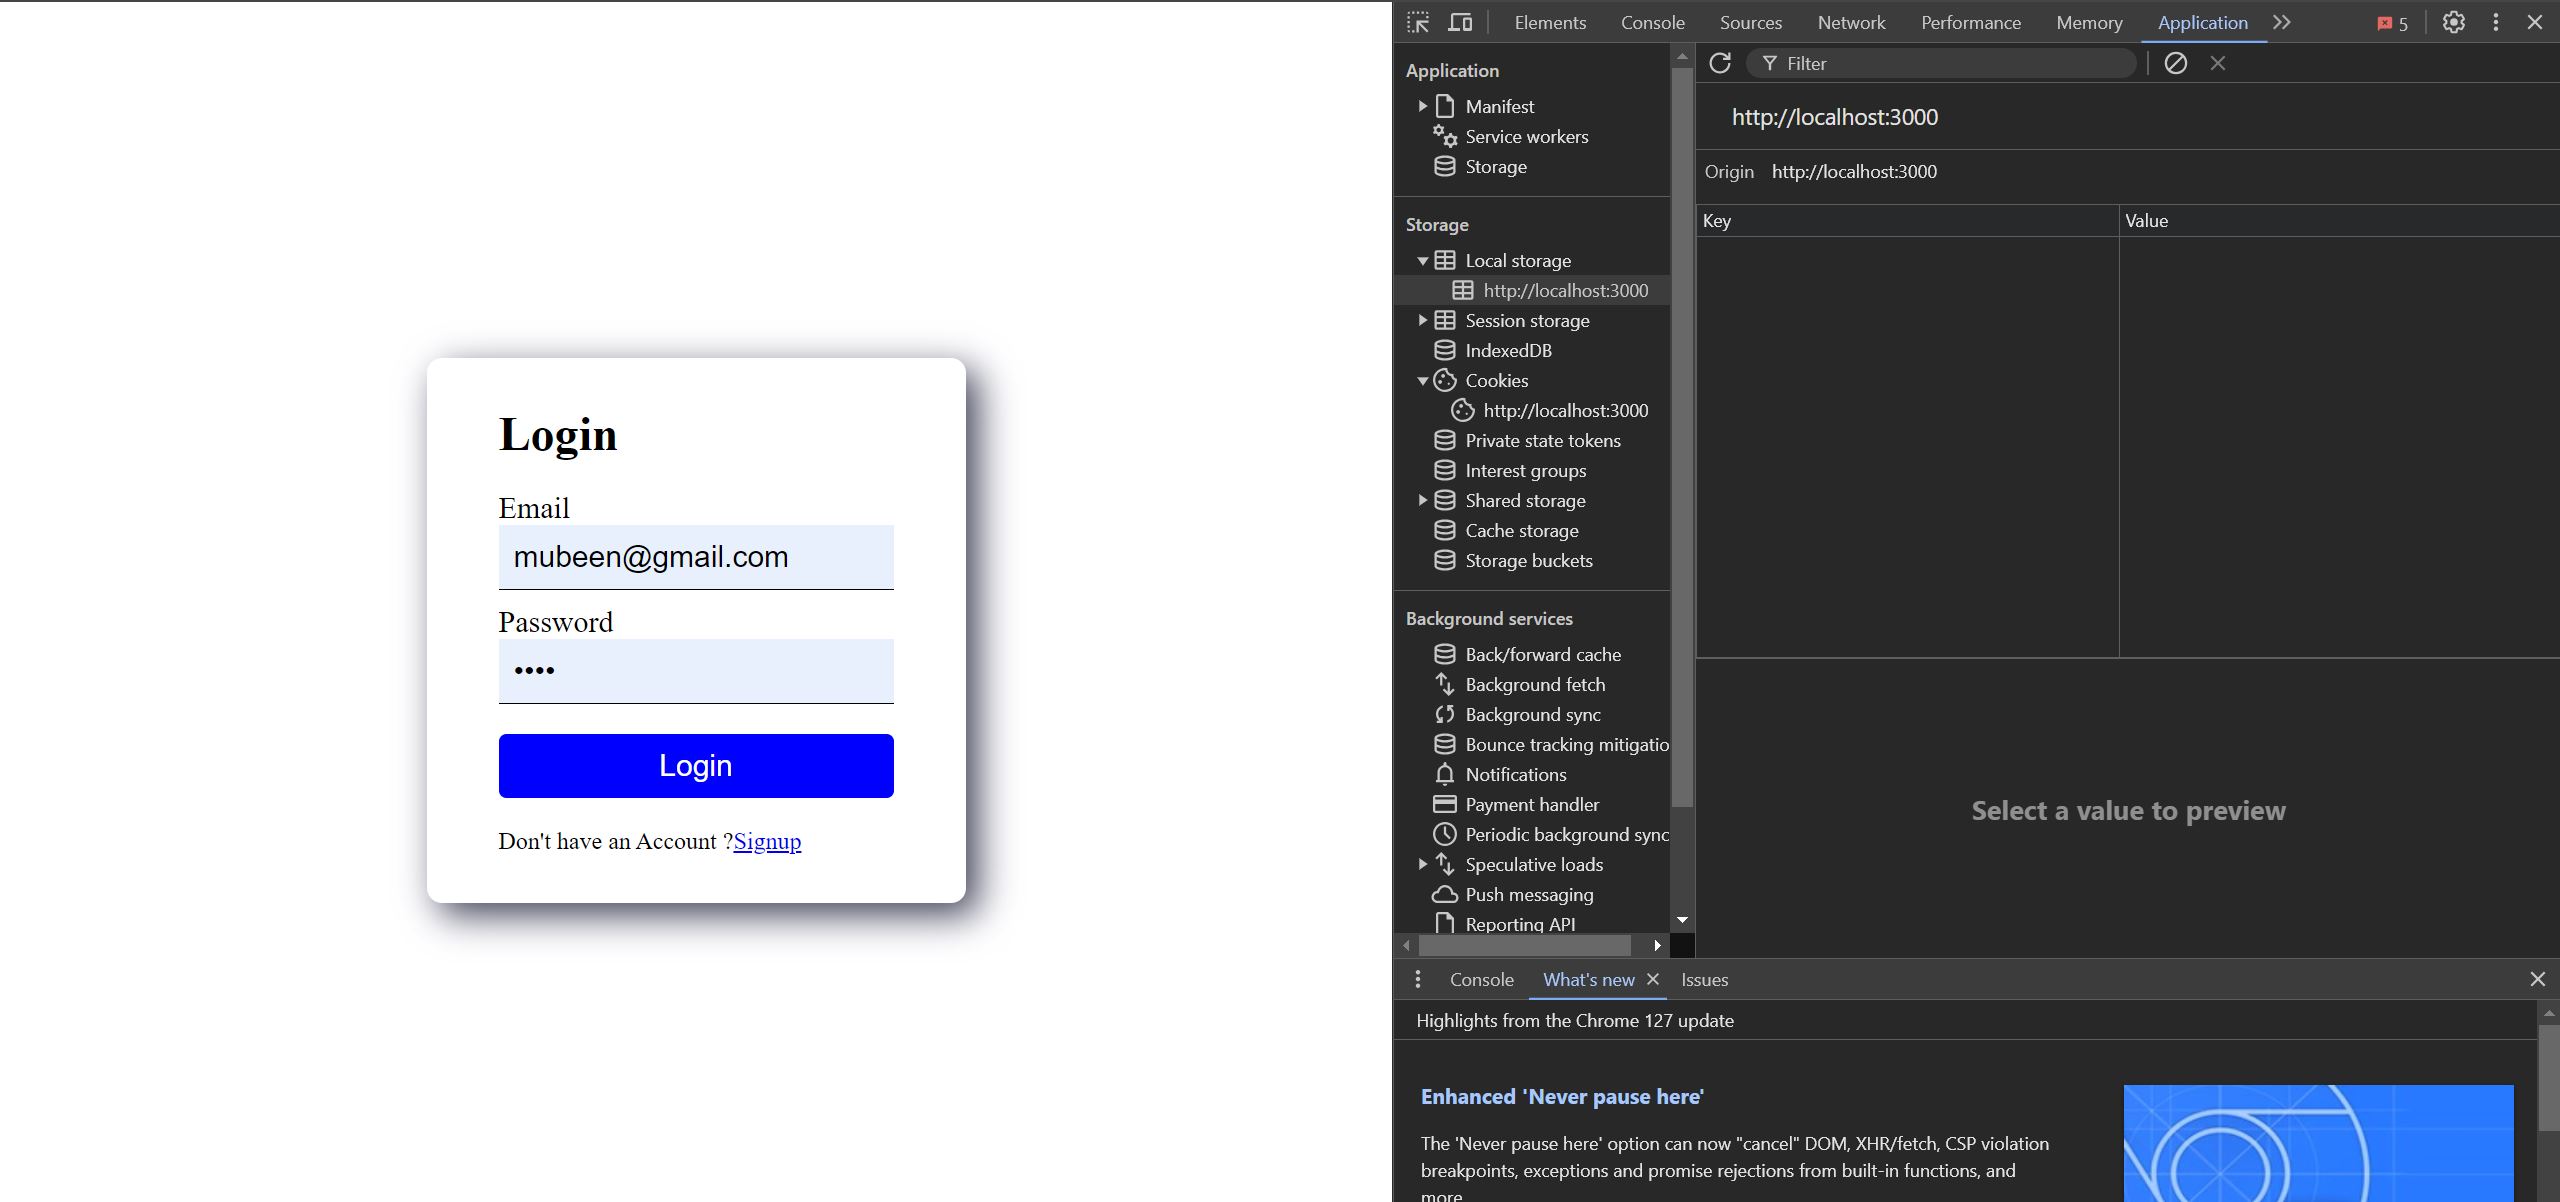 Login
Email
mubeen@gmail.com
Password
••••
Login
Don't have an Account ?Signup
Elements Console Sources Network Performance Memory Application 5
Application
Manifest
Service workers
Storage
Storage
Local storage
http://localhost:3000
Session storage
IndexedDB
Cookies
http://localhost:3000
Private state tokens
Interest groups
Shared storage
Cache storage
Storage buckets
Background services
Back/forward cache
Background fetch
Background sync
Bounce tracking mitigatio
Notifications
Payment handler
Periodic background sync
Speculative loads
Push messaging
Reporting API
Filter
http://localhost:3000
Origin http://localhost:3000
Key Value
Select a value to preview
Console What's new Issues
Highlights from the Chrome 127 update
Enhanced 'Never pause here'
The 'Never pause here' option can now "cancel" DOM, XHR/fetch, CSP violation
breakpoints, exceptions and promise rejections from built-in functions, and
more.